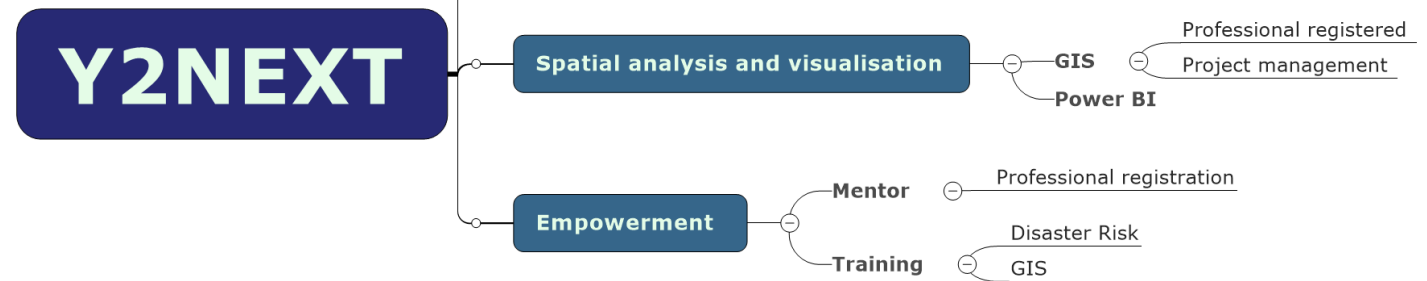 Y2NEXT
Spatial analysis and visualisation
GIS
Professional registered
Project management
Power BI
Empowerment
Mentor
Professional registration
Training
Disaster Risk
GIS